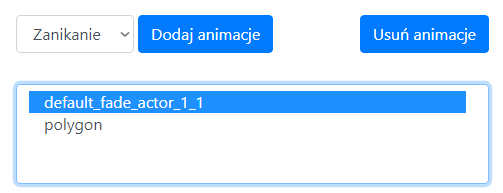 Zanikanie Dodaj animacje Usuń animacje
default_fade_actor_1_1
polygon